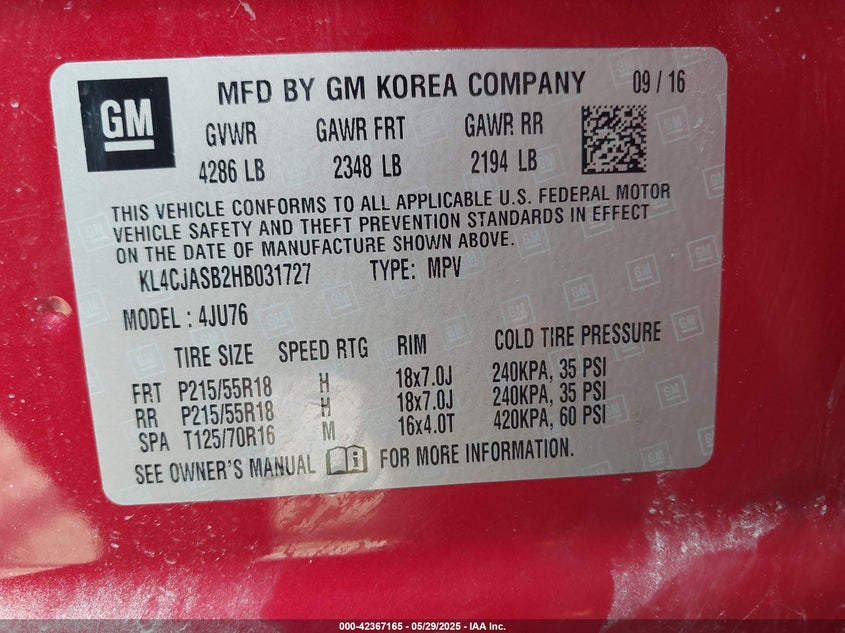 GM
MFD BY GM KOREA COMPANY 09 / 16
GVWR GAWR FRT GAWR RR
4286 LB 2348 LB 2194 LB
THIS VEHICLE CONFORMS TO ALL APPLICABLE U.S. FEDERAL MOTOR
VEHICLE SAFETY AND THEFT PREVENTION STANDARDS IN EFFECT
ON THE DATE OF MANUFACTURE SHOWN ABOVE.
KL4CJASB2HB031727 TYPE: MPV
MODEL : 4JU76
TIRE SIZE SPEED RTG RIM COLD TIRE PRESSURE
FRT P215/55R18 H 18x7.0J 240KPA, 35 PSI
RR P215/55R18 H 18x7.0J 240KPA, 35 PSI
SPA T125/70R16 M 16x4.0T 420KPA, 60 PSI
SEE OWNER'S MANUAL FOR MORE INFORMATION.
000-42367165 - 05/29/2025 - IAA Inc.